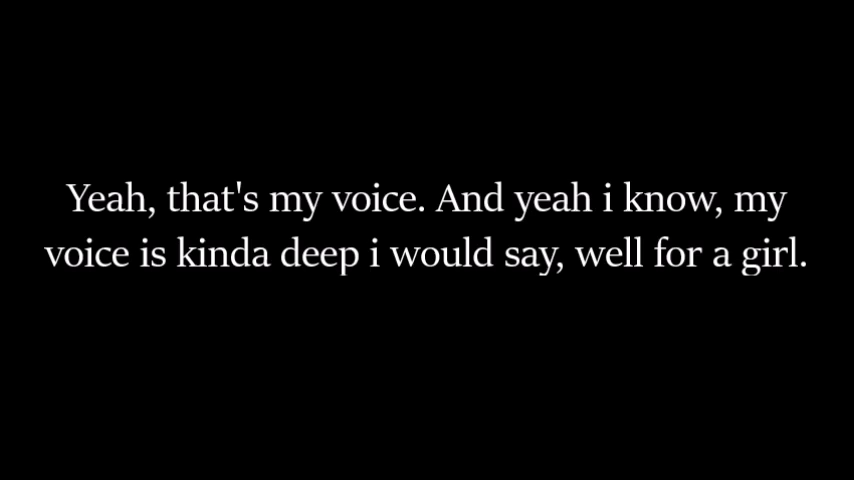 Yeah, that's my voice. And yeah i know, my
voice is kinda deep i would say, well for a girl.